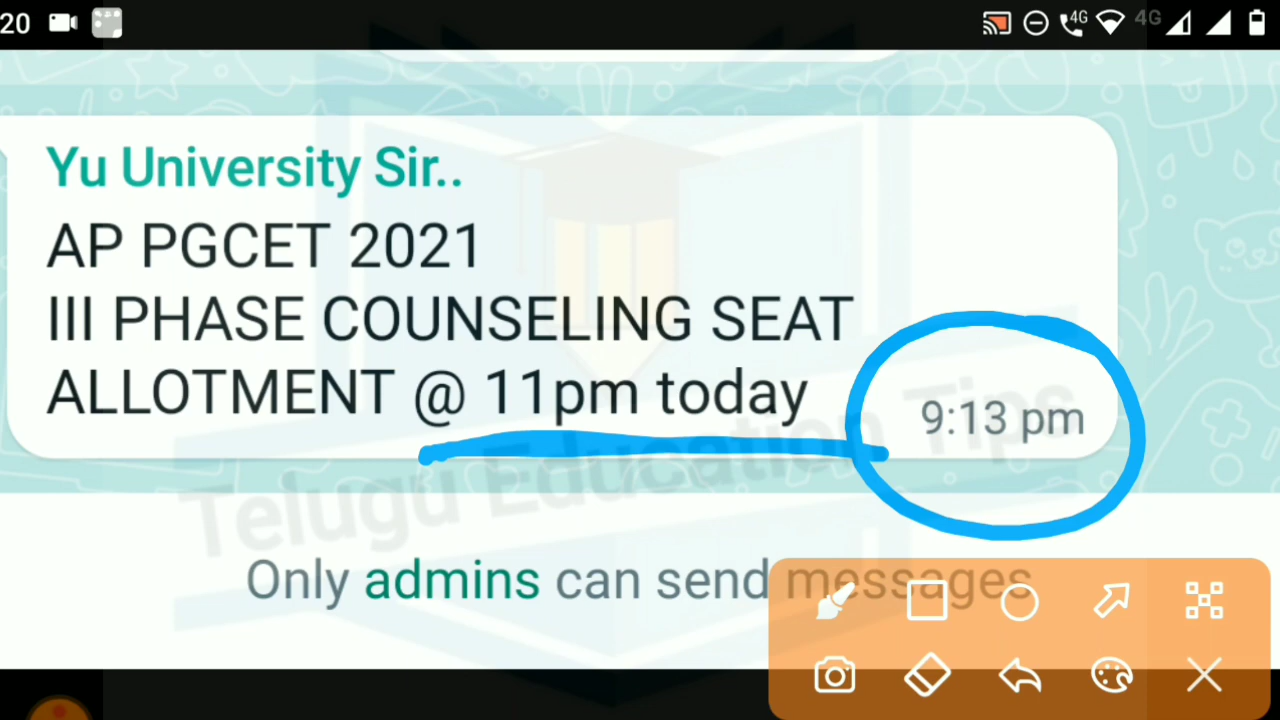 20
4G
4G
Yu University Sir..
AP PGCET 2021
III PHASE COUNSELING SEAT
ALLOTMENT @ 11pm today
9:13 pm
Telugu Education Tips
Only admins can send messages